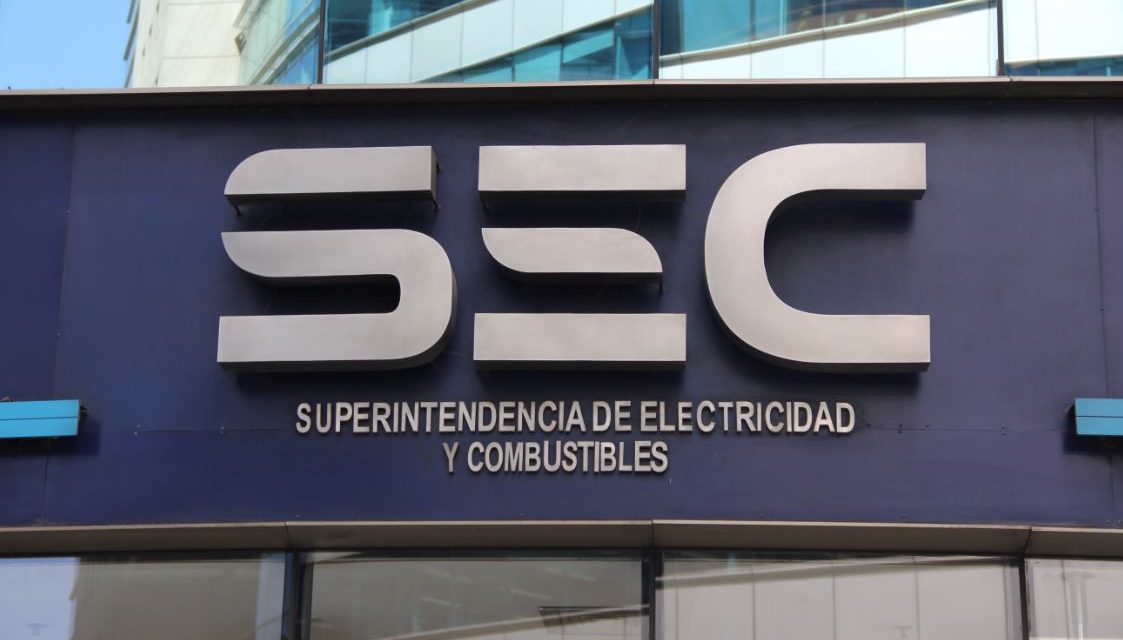 SEC
SUPERINTENDENCIA DE ELECTRICIDAD
Y COMBUSTIBLES